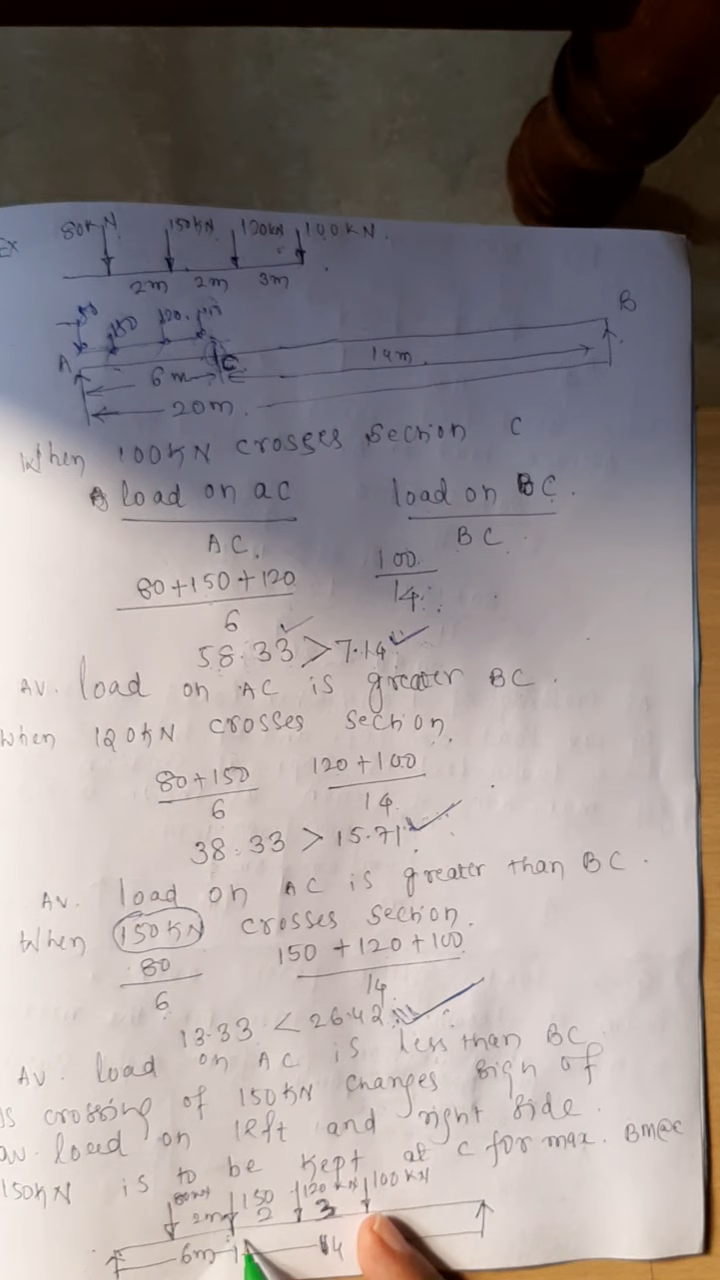 Ex 80KN 150KN 120KN 100KN.
2m 2m 3m
80 150 120
A C B
6m 14m
20m
When 100KN crosses section C
load on ac load on BC.
AC. BC
80+150+120 100
6 14
58.33 > 7.14
AV. load on AC is greater BC.
When 120KN crosses section.
80+150 120+100
6 14
38.33 > 15.71
AV. load on AC is greater than BC.
When 150KN crosses section.
80 150+120+100
6 14
13.33 < 26.42
AV. load on AC is less than BC
is crossing of 150KN changes sign of
av. load on left and right side.
150KN is to be kept at C for max. BM@C
80KN 150 120KN 100KN
2m 2 3
6m 14